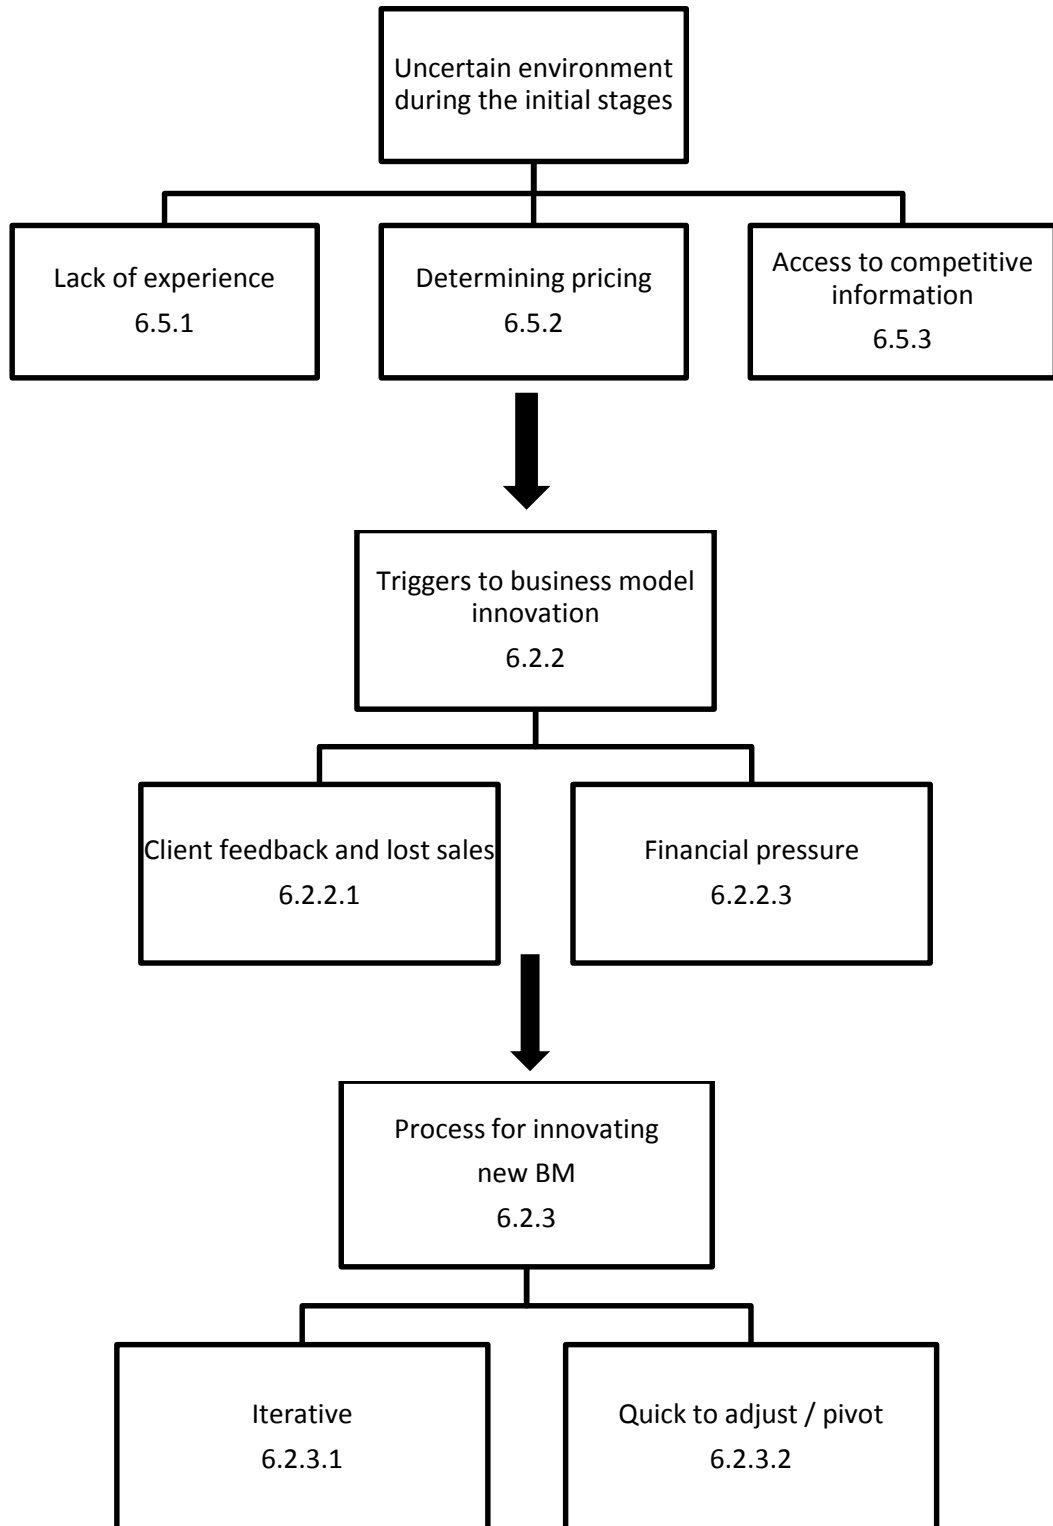 Uncertain environment
during the initial stages
Lack of experience
6.5.1
Determining pricing
6.5.2
Access to competitive
information
6.5.3
Triggers to business model
innovation
6.2.2
Client feedback and lost sales
6.2.2.1
Financial pressure
6.2.2.3
Process for innovating
new BM
6.2.3
Iterative
6.2.3.1
Quick to adjust / pivot
6.2.3.2